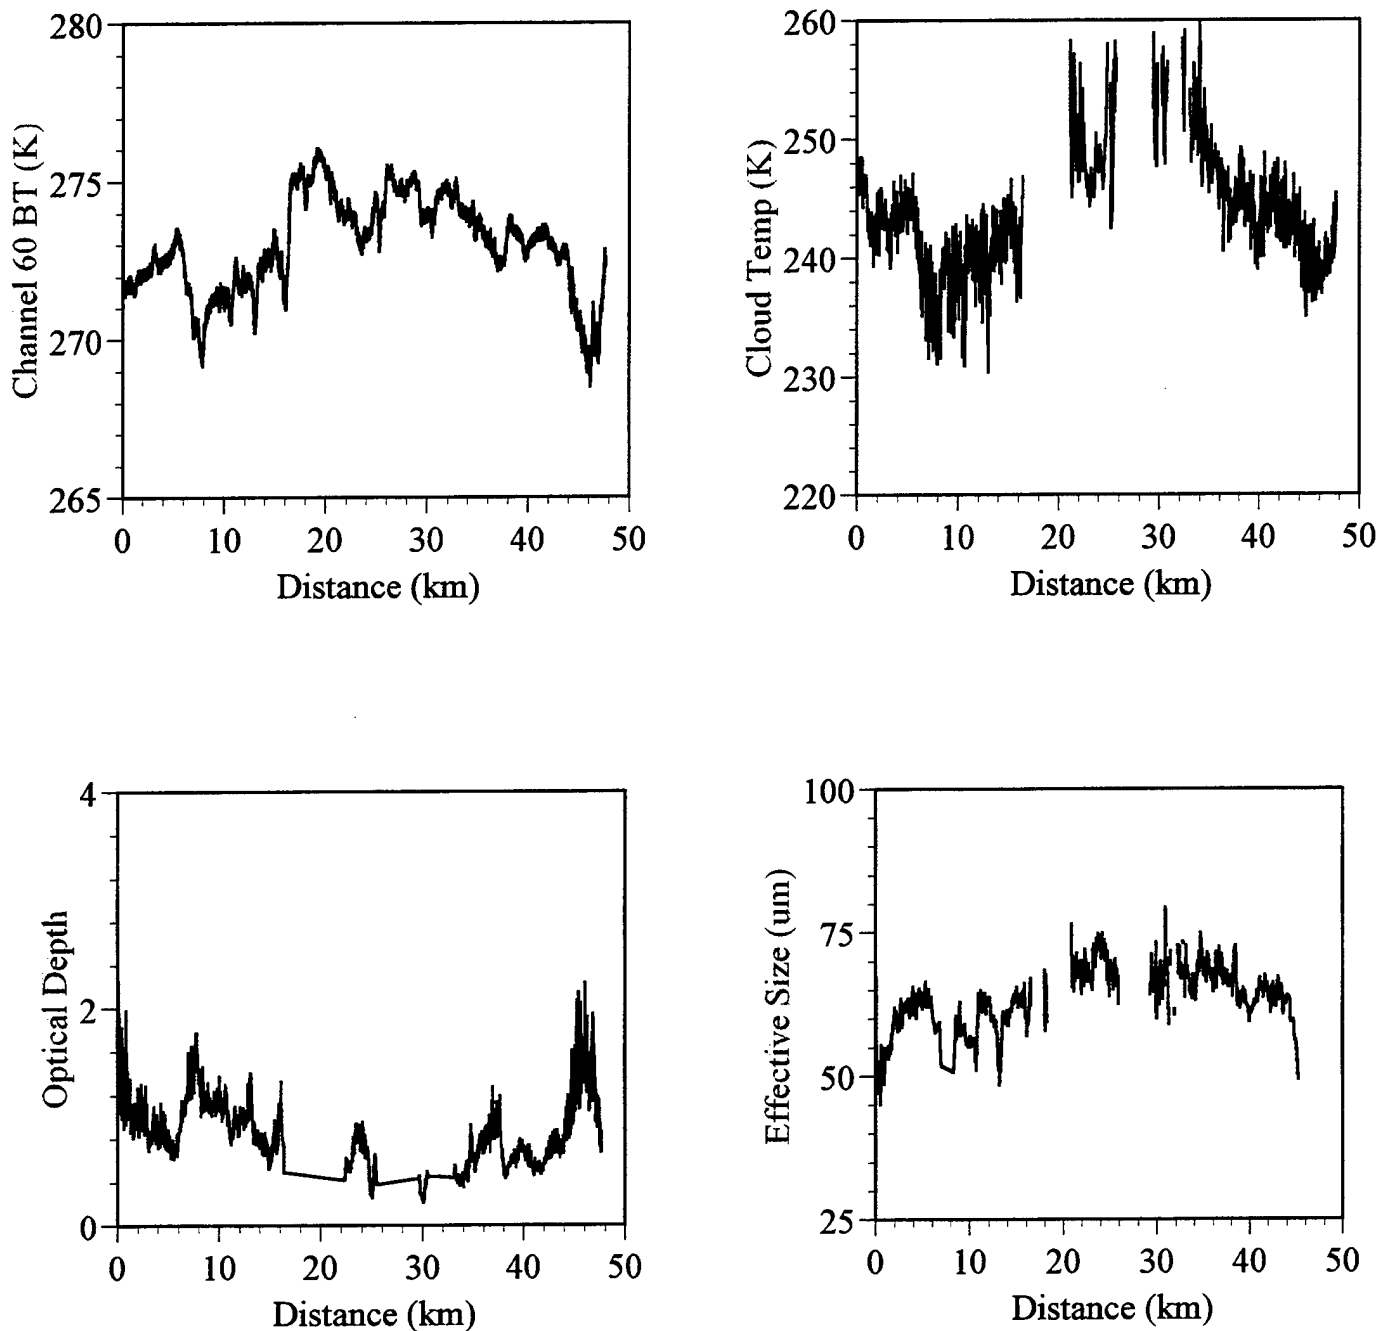 280
275
270
265
Channel 60 BT (K)
0 10 20 30 40 50
Distance (km)
260
250
240
230
220
Cloud Temp (K)
0 10 20 30 40 50
Distance (km)
4
2
0
Optical Depth
0 10 20 30 40 50
Distance (km)
100
75
50
25
Effective Size (um)
0 10 20 30 40 50
Distance (km)